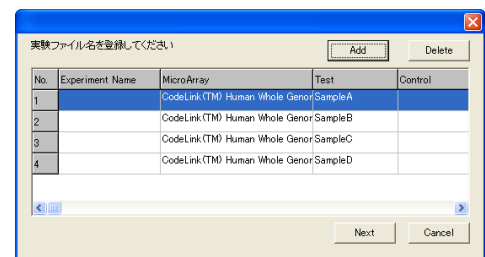 実験ファイル名を登録してください
Add
Delete
No. Experiment Name MicroArray Test Control
1 CodeLink(TM) Human Whole Genor SampleA
2 CodeLink(TM) Human Whole Genor SampleB
3 CodeLink(TM) Human Whole Genor SampleC
4 CodeLink(TM) Human Whole Genor SampleD
Next
Cancel